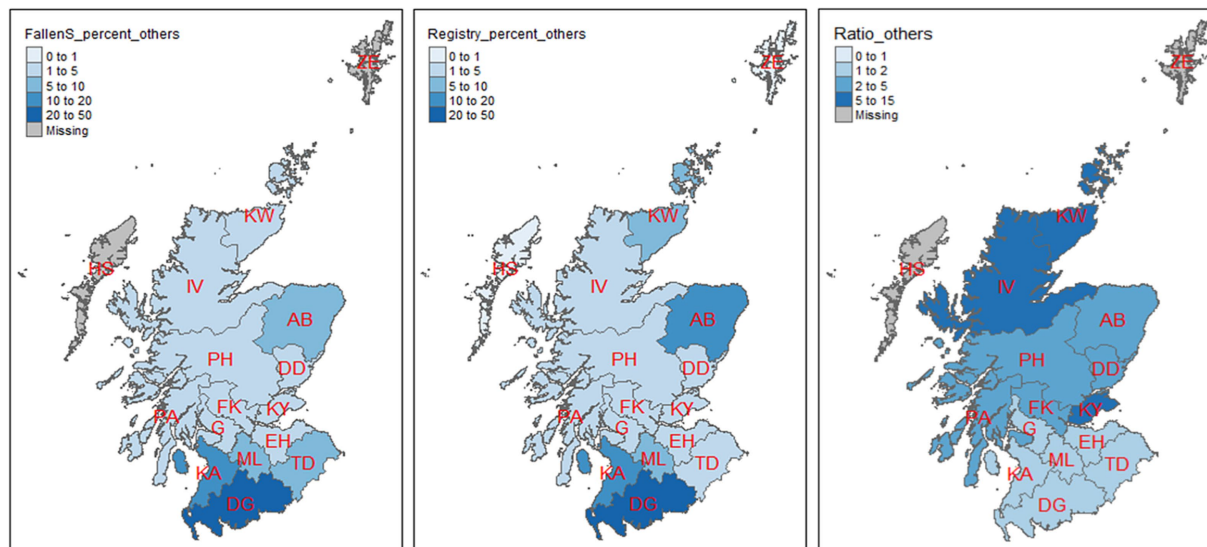 FallenS_percent_others
0 to 1
1 to 5
5 to 10
10 to 20
20 to 50
Missing
ZE
KW
HS
IV
AB
PH
DD
PA
FK
KY
G
EH
ML
TD
KA
DG
Registry_percent_others
0 to 1
1 to 5
5 to 10
10 to 20
20 to 50
ZE
KW
HS
IV
AB
PH
DD
PA
FK
KY
G
EH
ML
TD
KA
DG
Ratio_others
0 to 1
1 to 2
2 to 5
5 to 15
Missing
ZE
KW
HS
IV
AB
PH
DD
PA
FK
KY
G
EH
ML
TD
KA
DG